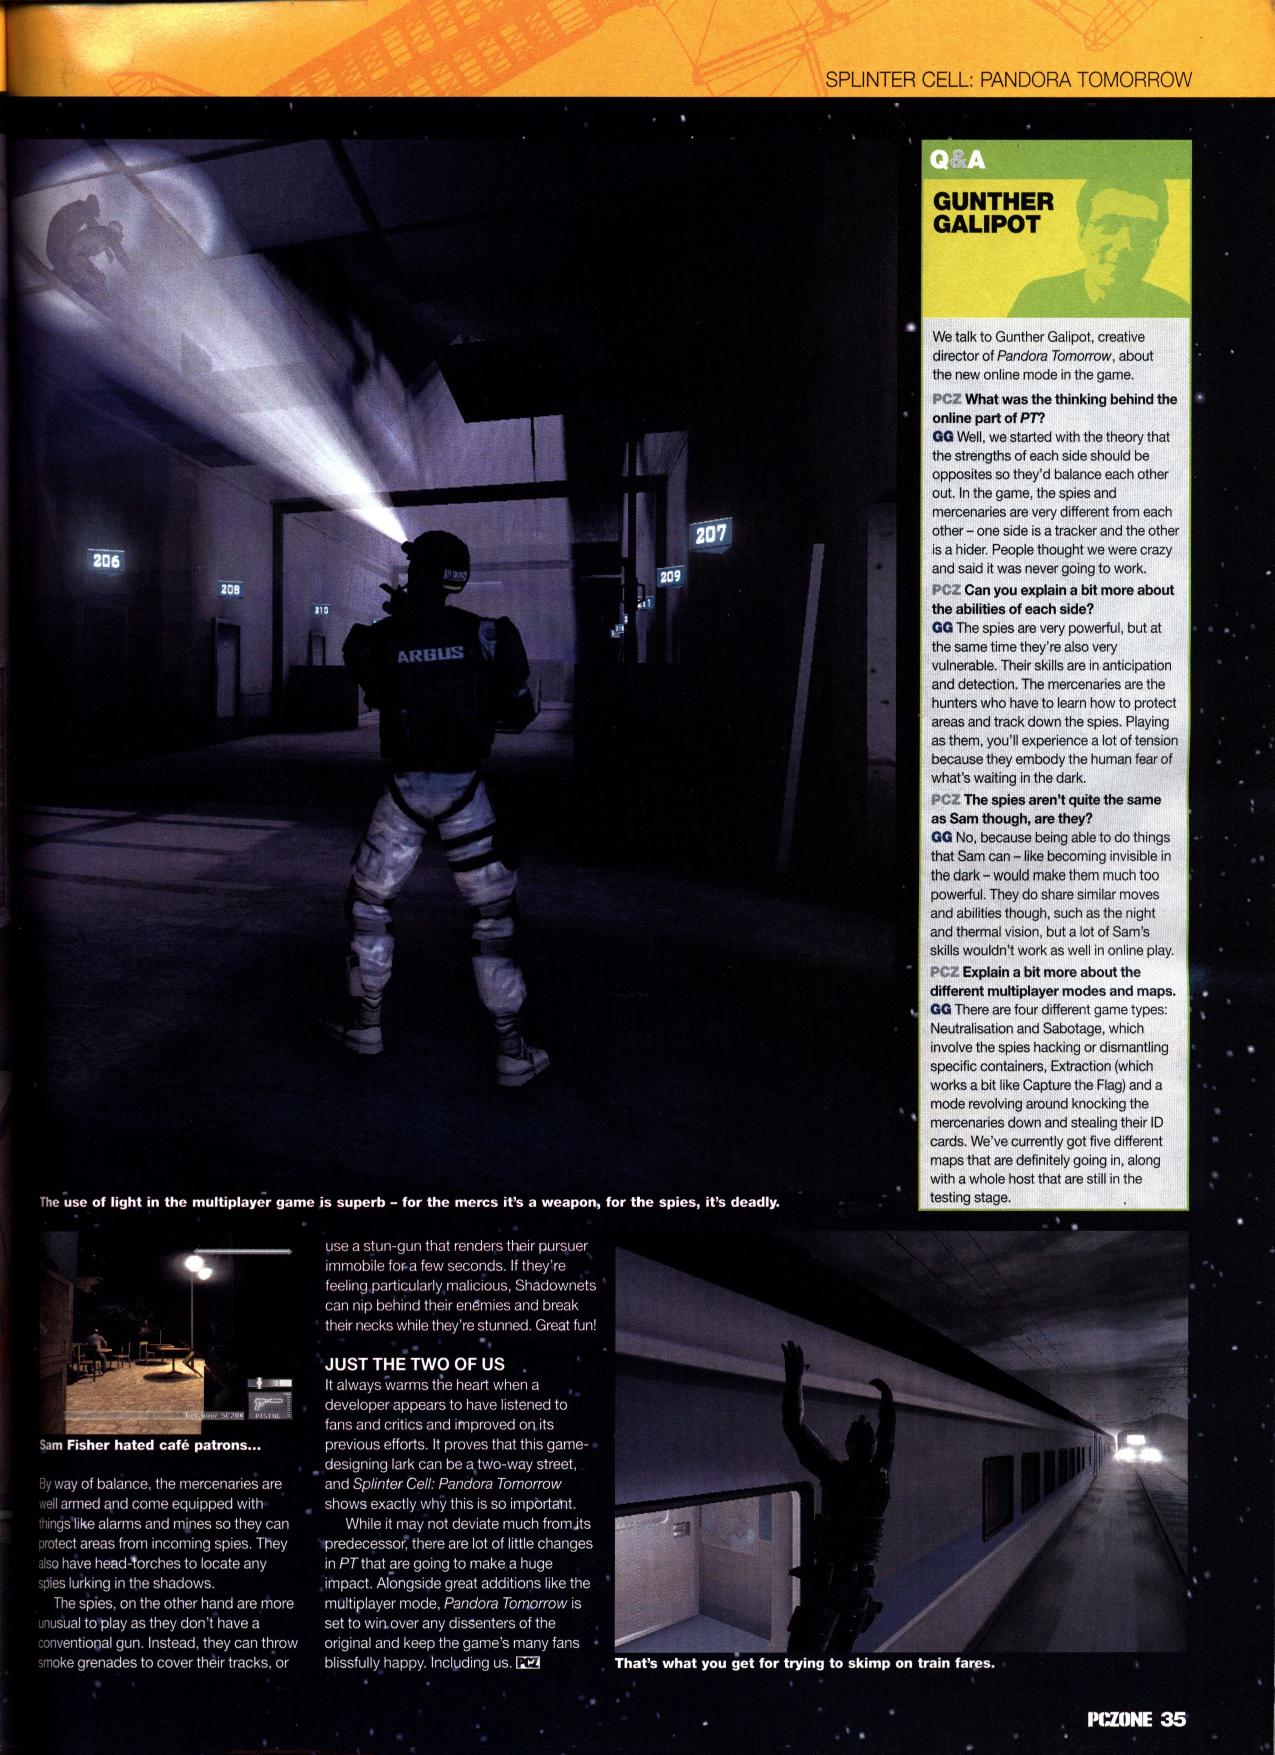 SPLINTER CELL: PANDORA TOMORROW
206
208
210
207
209
ARGUS
The use of light in the multiplayer game is superb – for the mercs it's a weapon, for the spies, it's deadly.
PISTOL
Sam Fisher hated café patrons...
By way of balance, the mercenaries are
well armed and come equipped with
things like alarms and mines so they can
protect areas from incoming spies. They
also have head-torches to locate any
spies lurking in the shadows.
The spies, on the other hand are more
unusual to play as they don't have a
conventional gun. Instead, they can throw
smoke grenades to cover their tracks, or
use a stun-gun that renders their pursuer
immobile for a few seconds. If they're
feeling particularly malicious, Shadownets
can nip behind their enemies and break
their necks while they're stunned. Great fun!
JUST THE TWO OF US
It always warms the heart when a
developer appears to have listened to
fans and critics and improved on its
previous efforts. It proves that this game-
designing lark can be a two-way street,
and Splinter Cell: Pandora Tomorrow
shows exactly why this is so important.
While it may not deviate much from its
predecessor, there are lot of little changes
in PT that are going to make a huge
impact. Alongside great additions like the
multiplayer mode, Pandora Tomorrow is
set to win over any dissenters of the
original and keep the game's many fans
blissfully happy. Including us. PCZ
That's what you get for trying to skimp on train fares.
Q&A
GUNTHER
GALIPOT
We talk to Gunther Galipot, creative
director of Pandora Tomorrow, about
the new online mode in the game.
PCZ What was the thinking behind the
online part of PT?
GG Well, we started with the theory that
the strengths of each side should be
opposites so they'd balance each other
out. In the game, the spies and
mercenaries are very different from each
other – one side is a tracker and the other
is a hider. People thought we were crazy
and said it was never going to work.
PCZ Can you explain a bit more about
the abilities of each side?
GG The spies are very powerful, but at
the same time they're also very
vulnerable. Their skills are in anticipation
and detection. The mercenaries are the
hunters who have to learn how to protect
areas and track down the spies. Playing
as them, you'll experience a lot of tension
because they embody the human fear of
what's waiting in the dark.
PCZ The spies aren't quite the same
as Sam though, are they?
GG No, because being able to do things
that Sam can – like becoming invisible in
the dark – would make them much too
powerful. They do share similar moves
and abilities though, such as the night
and thermal vision, but a lot of Sam's
skills wouldn't work as well in online play.
PCZ Explain a bit more about the
different multiplayer modes and maps.
GG There are four different game types:
Neutralisation and Sabotage, which
involve the spies hacking or dismantling
specific containers, Extraction (which
works a bit like Capture the Flag) and a
mode revolving around knocking the
mercenaries down and stealing their ID
cards. We've currently got five different
maps that are definitely going in, along
with a whole host that are still in the
testing stage.
PCZONE 35